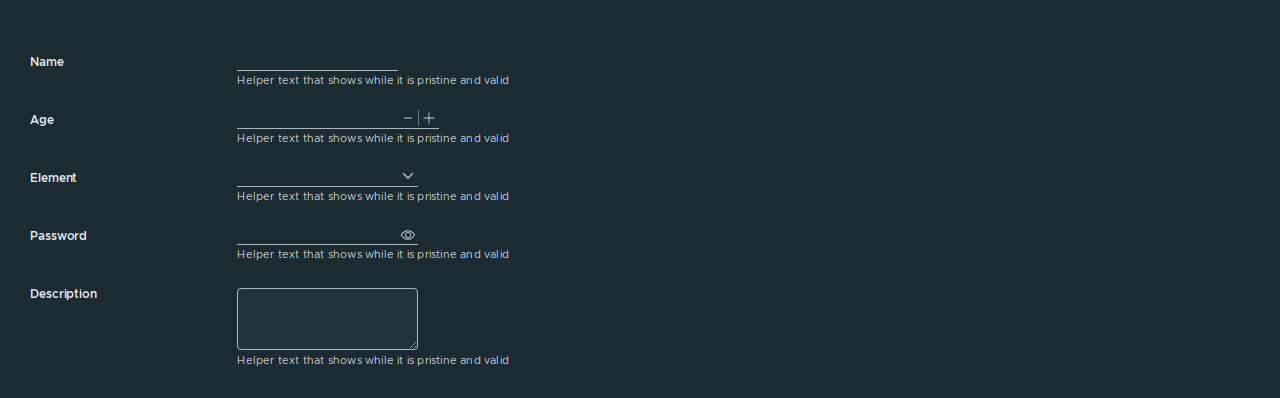 Name
Helper text that shows while it is pristine and valid
Age
Helper text that shows while it is pristine and valid
Element
Helper text that shows while it is pristine and valid
Password
Helper text that shows while it is pristine and valid
Description
Helper text that shows while it is pristine and valid